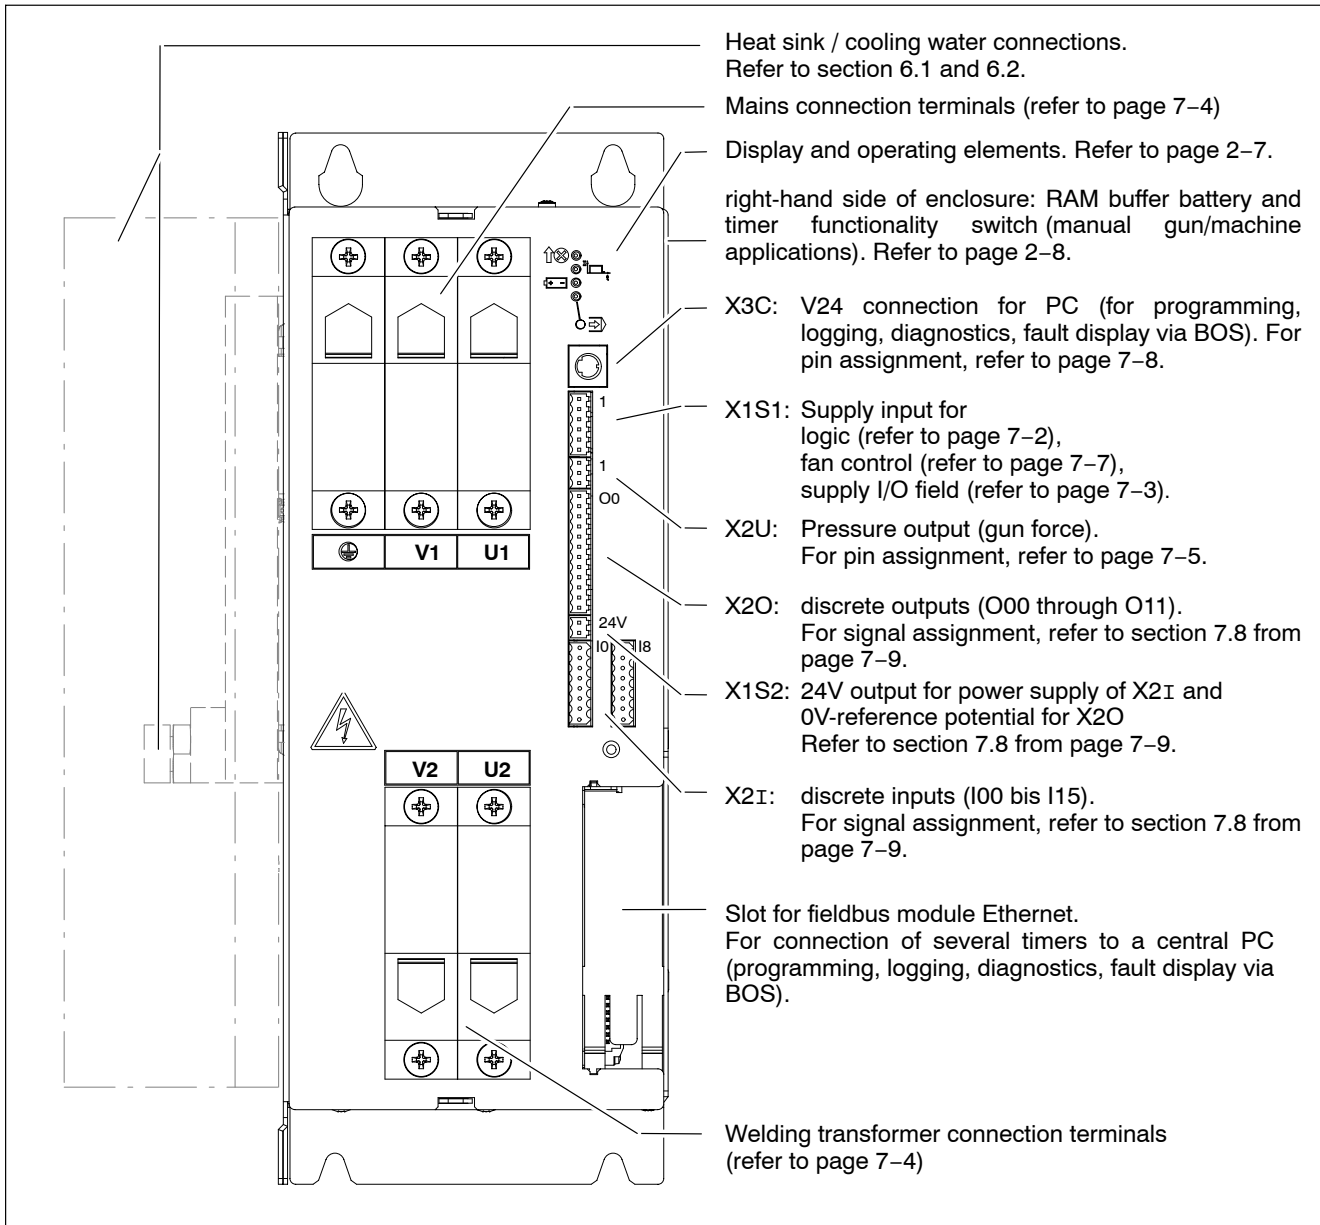 Heat sink / cooling water connections.
Refer to section 6.1 and 6.2.
Mains connection terminals (refer to page 7–4)
Display and operating elements. Refer to page 2–7.
right-hand side of enclosure: RAM buffer battery and
timer functionality switch (manual gun/machine
applications). Refer to page 2–8.
X3C: V24 connection for PC (for programming,
logging, diagnostics, fault display via BOS). For
pin assignment, refer to page 7–8.
X1S1: Supply input for
logic (refer to page 7–2),
fan control (refer to page 7–7),
supply I/O field (refer to page 7–3).
X2U: Pressure output (gun force).
For pin assignment, refer to page 7–5.
X2O: discrete outputs (O00 through O11).
For signal assignment, refer to section 7.8 from
page 7–9.
X1S2: 24V output for power supply of X2I and
0V-reference potential for X2O
Refer to section 7.8 from page 7–9.
X2I: discrete inputs (I00 bis I15).
For signal assignment, refer to section 7.8 from
page 7–9.
Slot for fieldbus module Ethernet.
For connection of several timers to a central PC
(programming, logging, diagnostics, fault display via
BOS).
Welding transformer connection terminals
(refer to page 7–4)
1
1
O0
24V
I0 I8
V1 U1
V2 U2